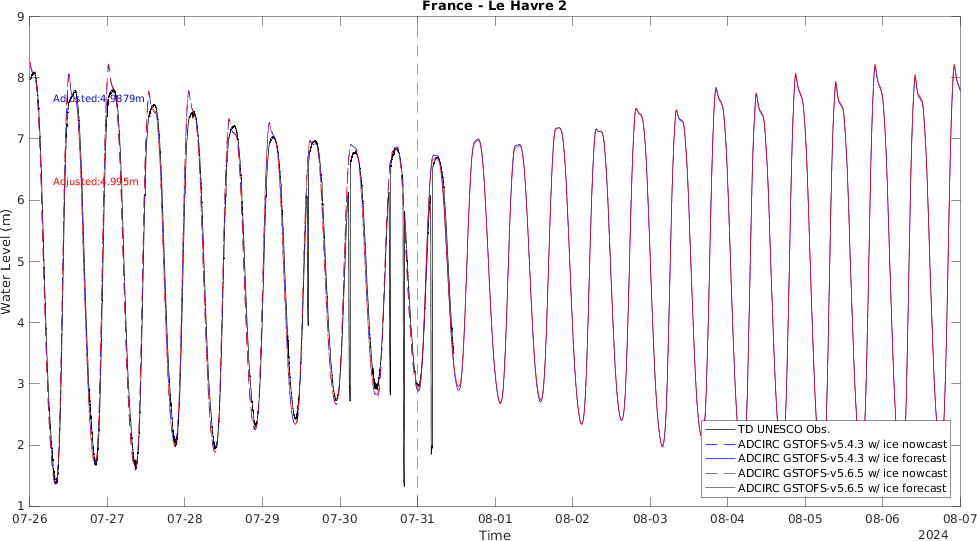 France - Le Havre 2
9
8
7
6
5
4
3
2
1
Water Level (m)
Adjusted:4.9879m
Adjusted:4.995m
TD UNESCO Obs.
ADCIRC GSTOFS-v5.4.3 w/ ice nowcast
ADCIRC GSTOFS-v5.4.3 w/ ice forecast
ADCIRC GSTOFS-v5.6.5 w/ ice nowcast
ADCIRC GSTOFS-v5.6.5 w/ ice forecast
07-26 07-27 07-28 07-29 07-30 07-31 08-01 08-02 08-03 08-04 08-05 08-06 08-07
Time
2024